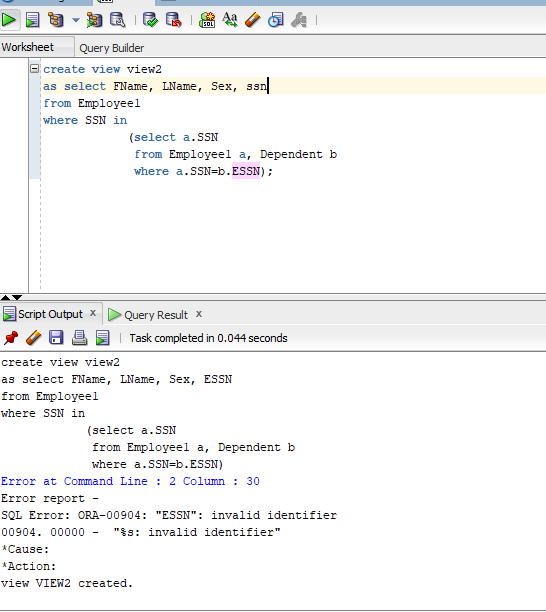 Worksheet Query Builder
create view view2
as select FName, LName, Sex, ssn
from Employee1
where SSN in
(select a.SSN
from Employee1 a, Dependent b
where a.SSN=b.ESSN);
Script Output x Query Result x
Task completed in 0.044 seconds
create view view2
as select FName, LName, Sex, ESSN
from Employee1
where SSN in
(select a.SSN
from Employee1 a, Dependent b
where a.SSN=b.ESSN)
Error at Command Line : 2 Column : 30
Error report -
SQL Error: ORA-00904: "ESSN": invalid identifier
00904. 00000 - "%s: invalid identifier"
*Cause:
*Action:
view VIEW2 created.